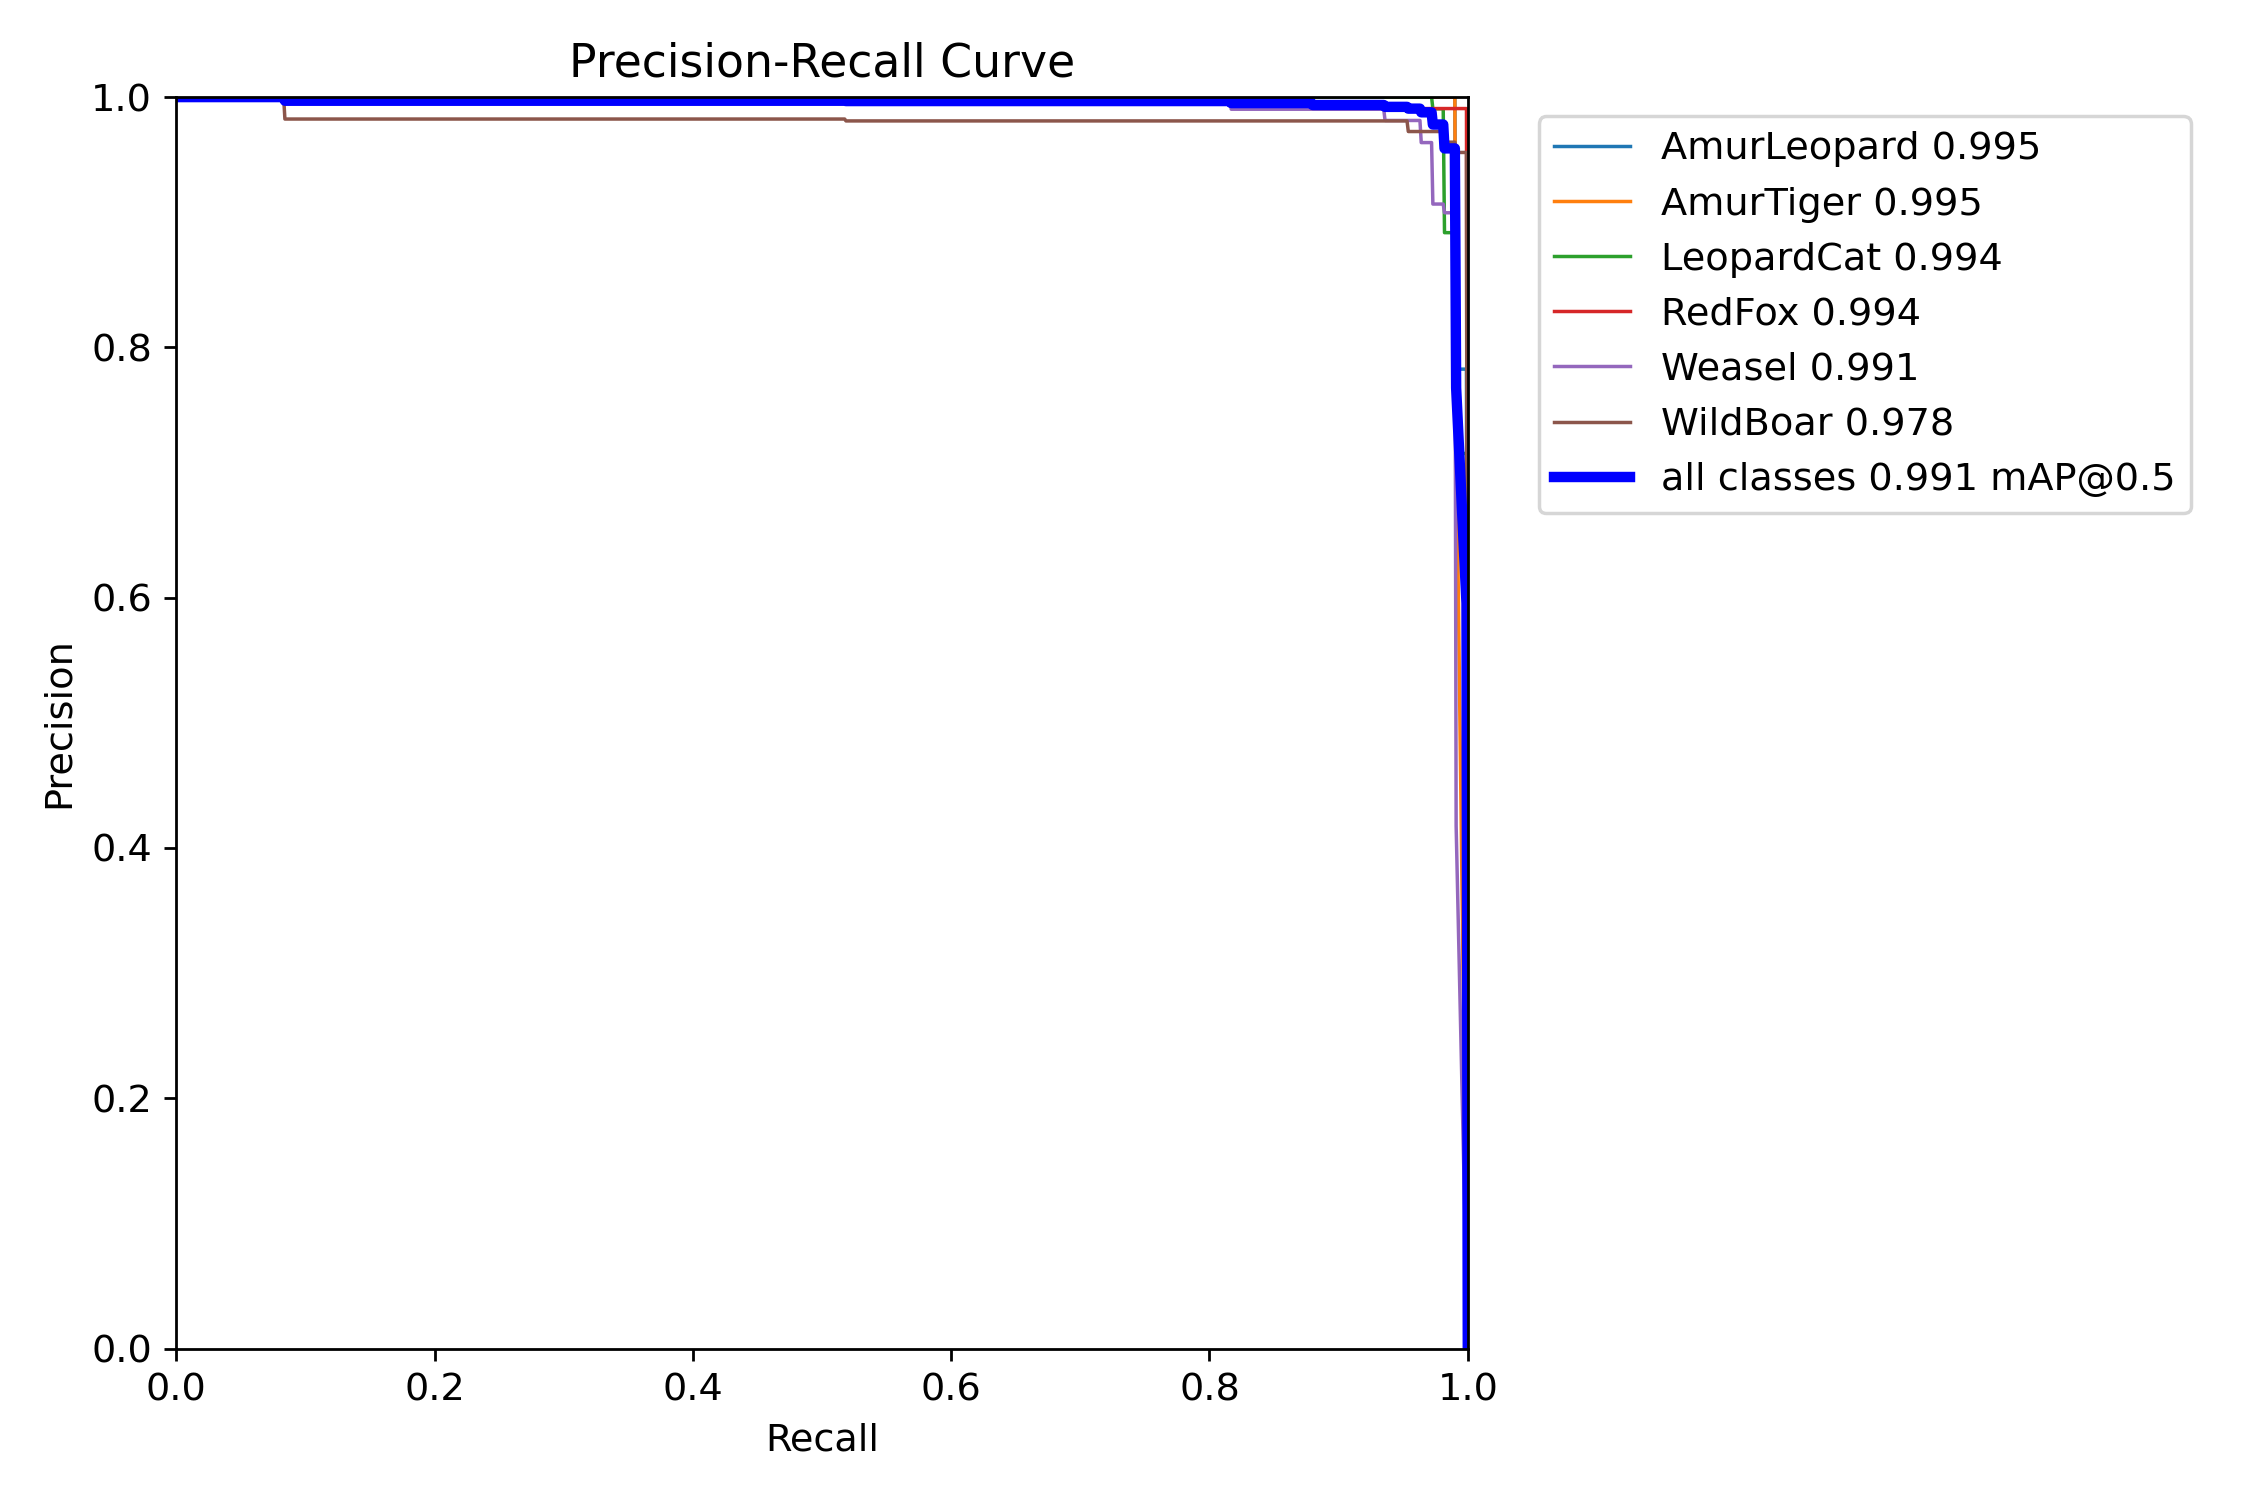 Precision-Recall Curve
1.0
0.8
0.6
0.4
0.2
0.0
Precision
0.0 0.2 0.4 0.6 0.8 1.0
Recall
AmurLeopard 0.995
AmurTiger 0.995
LeopardCat 0.994
RedFox 0.994
Weasel 0.991
WildBoar 0.978
all classes 0.991 mAP@0.5